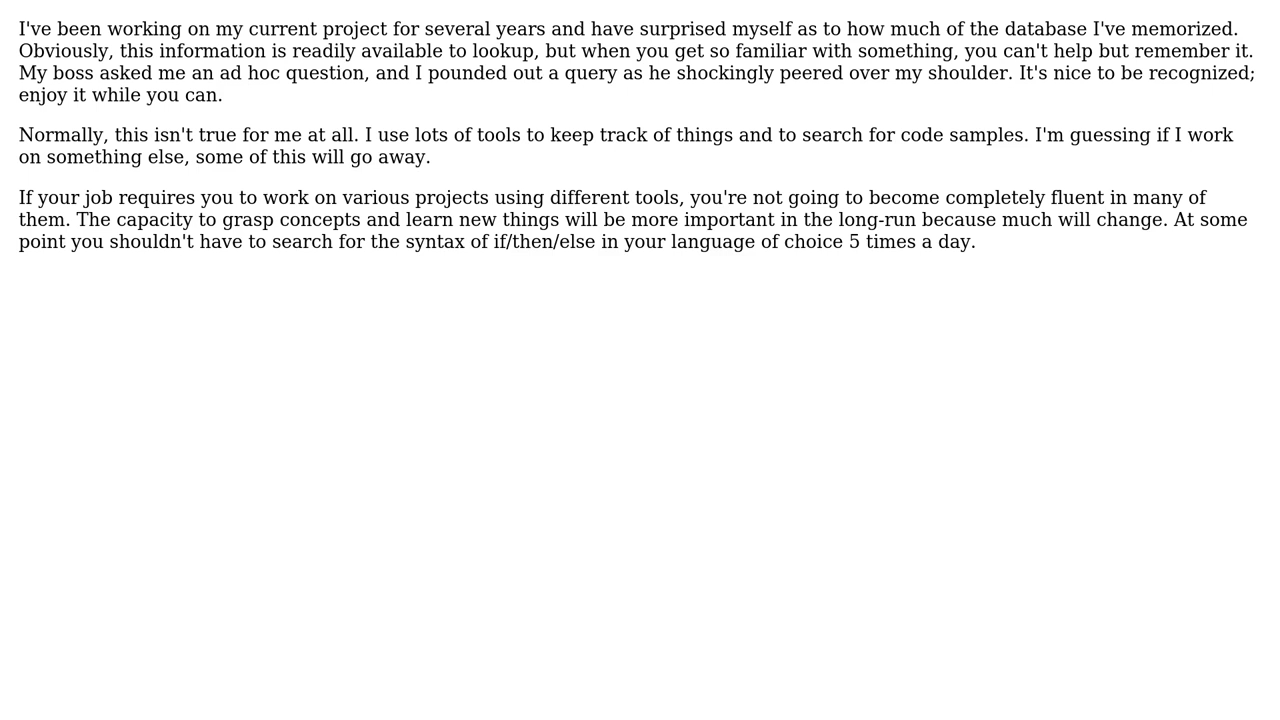 I've been working on my current project for several years and have surprised myself as to how much of the database I've memorized.
Obviously, this information is readily available to lookup, but when you get so familiar with something, you can't help but remember it.
My boss asked me an ad hoc question, and I pounded out a query as he shockingly peered over my shoulder. It's nice to be recognized;
enjoy it while you can.
Normally, this isn't true for me at all. I use lots of tools to keep track of things and to search for code samples. I'm guessing if I work
on something else, some of this will go away.
If your job requires you to work on various projects using different tools, you're not going to become completely fluent in many of
them. The capacity to grasp concepts and learn new things will be more important in the long-run because much will change. At some
point you shouldn't have to search for the syntax of if/then/else in your language of choice 5 times a day.